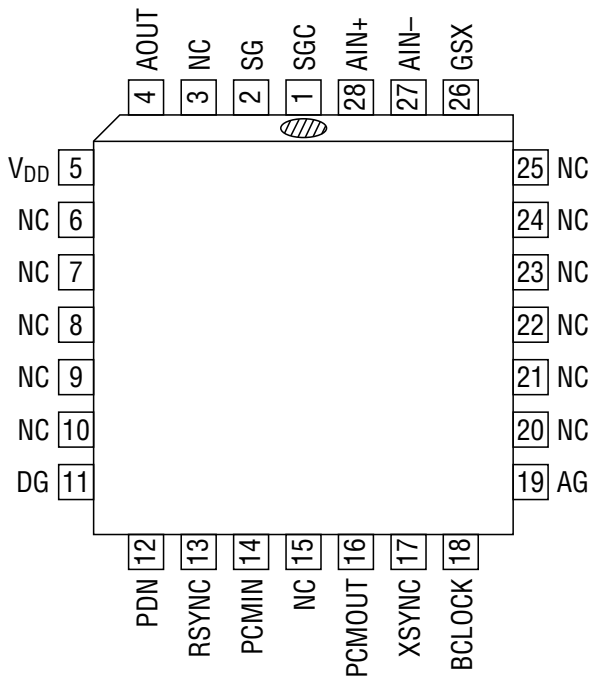 AOUT NC SG SGC AIN+ AIN– GSX
4 3 2 1 28 27 26
VDD 5 25 NC
NC 6 24 NC
NC 7 23 NC
NC 8 22 NC
NC 9 21 NC
NC 10 20 NC
DG 11 19 AG
12 13 14 15 16 17 18
PDN RSYNC PCMIN NC PCMOUT XSYNC BCLOCK